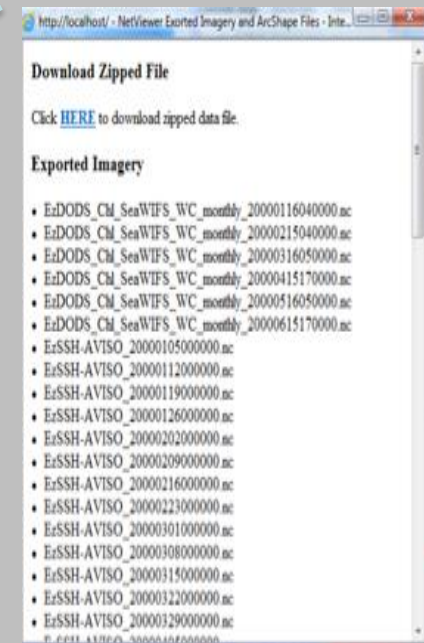 http://localhost/ - NetViewer Exorted Imagery and ArcShape Files - Inte...
Download Zipped File
Click HERE to download zipped data file.
Exported Imagery
• EzDODS_Chl_SeaWIFS_WC_monthly_20000116040000.nc
• EzDODS_Chl_SeaWIFS_WC_monthly_20000215040000.nc
• EzDODS_Chl_SeaWIFS_WC_monthly_20000316050000.nc
• EzDODS_Chl_SeaWIFS_WC_monthly_20000415170000.nc
• EzDODS_Chl_SeaWIFS_WC_monthly_20000516050000.nc
• EzDODS_Chl_SeaWIFS_WC_monthly_20000615170000.nc
• EzSSH-AVISO_20000105000000.nc
• EzSSH-AVISO_20000112000000.nc
• EzSSH-AVISO_20000119000000.nc
• EzSSH-AVISO_20000126000000.nc
• EzSSH-AVISO_20000202000000.nc
• EzSSH-AVISO_20000209000000.nc
• EzSSH-AVISO_20000216000000.nc
• EzSSH-AVISO_20000223000000.nc
• EzSSH-AVISO_20000301000000.nc
• EzSSH-AVISO_20000308000000.nc
• EzSSH-AVISO_20000315000000.nc
• EzSSH-AVISO_20000322000000.nc
• EzSSH-AVISO_20000329000000.nc